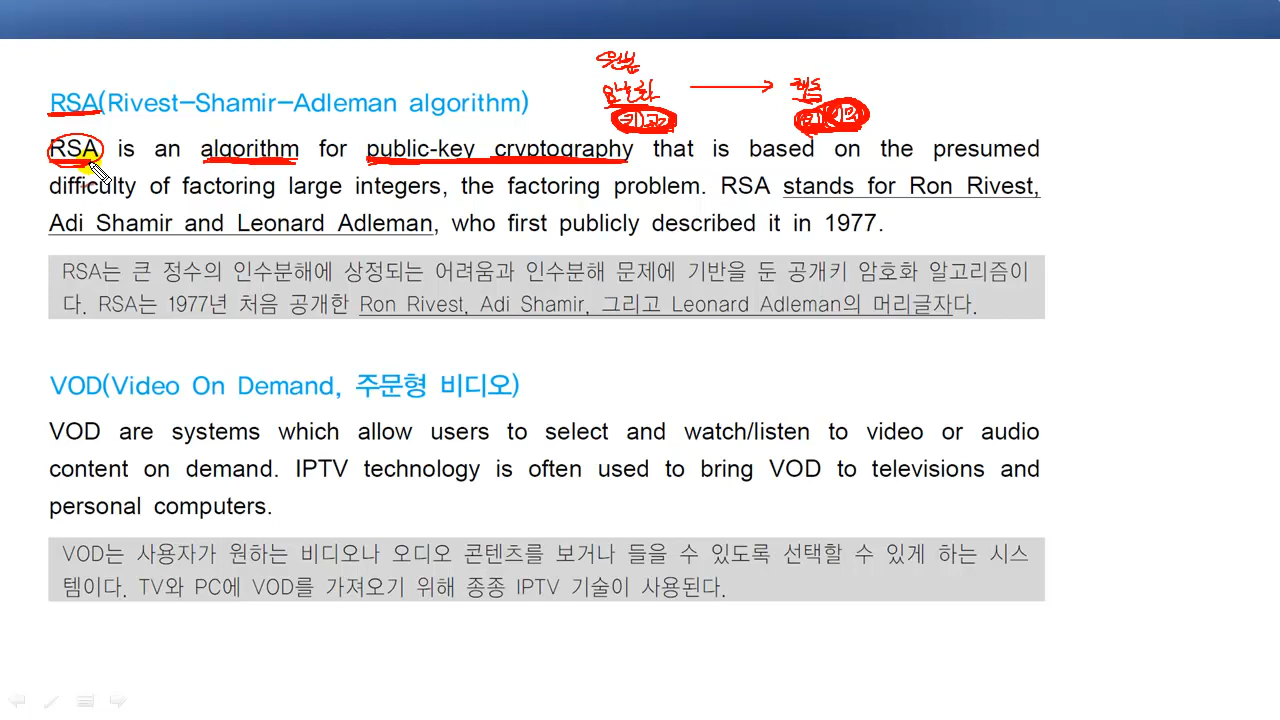 암호화
RSA(Rivest-Shamir-Adleman algorithm)
RSA is an algorithm for public-key cryptography that is based on the presumed
difficulty of factoring large integers, the factoring problem. RSA stands for Ron Rivest,
Adi Shamir and Leonard Adleman, who first publicly described it in 1977.
RSA는 큰 정수의 인수분해에 상정되는 어려움과 인수분해 문제에 기반을 둔 공개키 암호화 알고리즘이
다. RSA는 1977년 처음 공개한 Ron Rivest, Adi Shamir, 그리고 Leonard Adleman의 머리글자다.
VOD(Video On Demand, 주문형 비디오)
VOD are systems which allow users to select and watch/listen to video or audio
content on demand. IPTV technology is often used to bring VOD to televisions and
personal computers.
VOD는 사용자가 원하는 비디오나 오디오 콘텐츠를 보거나 들을 수 있도록 선택할 수 있게 하는 시스
템이다. TV와 PC에 VOD를 가져오기 위해 종종 IPTV 기술이 사용된다.